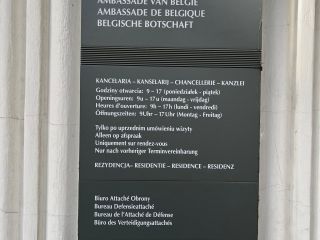 AMBASSADE VAN BELGIË
AMBASSADE DE BELGIQUE
BELGISCHE BOTSCHAFT
KANCELARIA – KANSELARIJ – CHANCELLERIE – KANZLEI
Godziny otwarcia: 9 – 17 (poniedziałek - piątek)
Openingsuren: 9u – 17u (maandag - vrijdag)
Heures d'ouverture: 9h – 17h (lundi - vendredi)
Öffnungszeiten: 9Uhr – 17Uhr (Montag - Freitag)
Tylko po uprzednim umówieniu wizyty
Alleen op afspraak
Uniquement sur rendez-vous
Nur nach vorheriger Terminvereinbarung
REZYDENCJA– RESIDENTIE – RESIDENCE – RESIDENZ
Biuro Attaché Obrony
Bureau Defensieattaché
Bureau de l'Attaché de Défense
Büro des Verteidigungsattachés